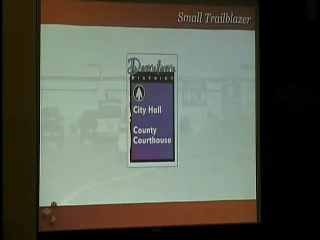 Small Trailblazer
Downtown
DISTRICT
City Hall
County
Courthouse